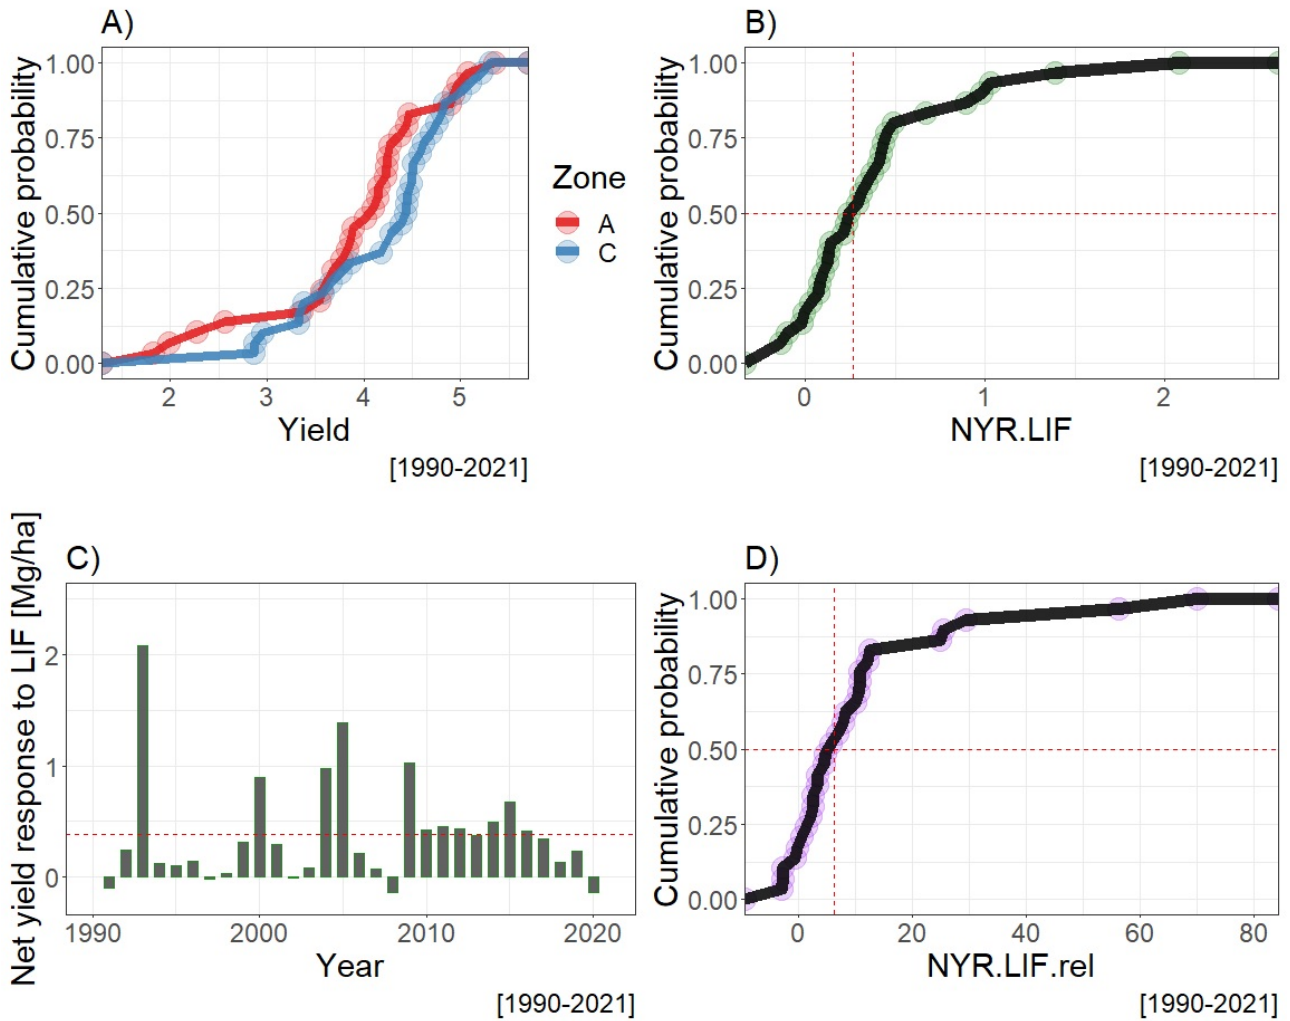 A)
Cumulative probability
1.00
0.75
0.50
0.25
0.00
2 3 4 5
Yield
[1990-2021]
Zone
A
C
B)
Cumulative probability
1.00
0.75
0.50
0.25
0.00
0 1 2
NYR.LIF
[1990-2021]
C)
Net yield response to LIF [Mg/ha]
2
1
0
1990 2000 2010 2020
Year
[1990-2021]
D)
Cumulative probability
1.00
0.75
0.50
0.25
0.00
0 20 40 60 80
NYR.LIF.rel
[1990-2021]